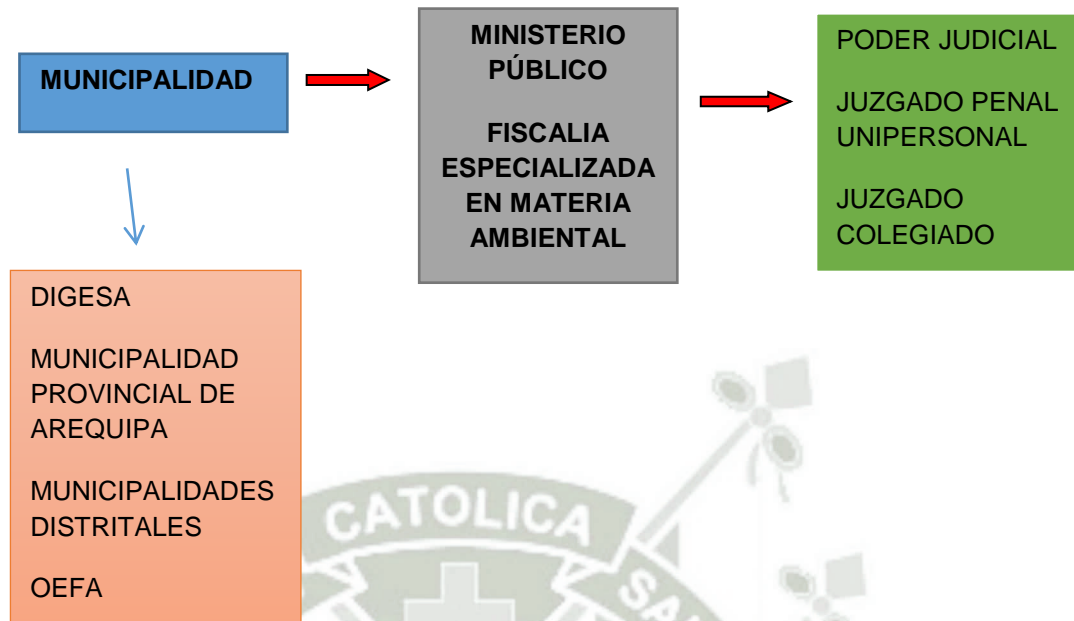 MUNICIPALIDAD
MINISTERIO
PÚBLICO
FISCALIA
ESPECIALIZADA
EN MATERIA
AMBIENTAL
PODER JUDICIAL
JUZGADO PENAL
UNIPERSONAL
JUZGADO
COLEGIADO
DIGESA
MUNICIPALIDAD
PROVINCIAL DE
AREQUIPA
MUNICIPALIDADES
DISTRITALES
OEFA
CATOLICA